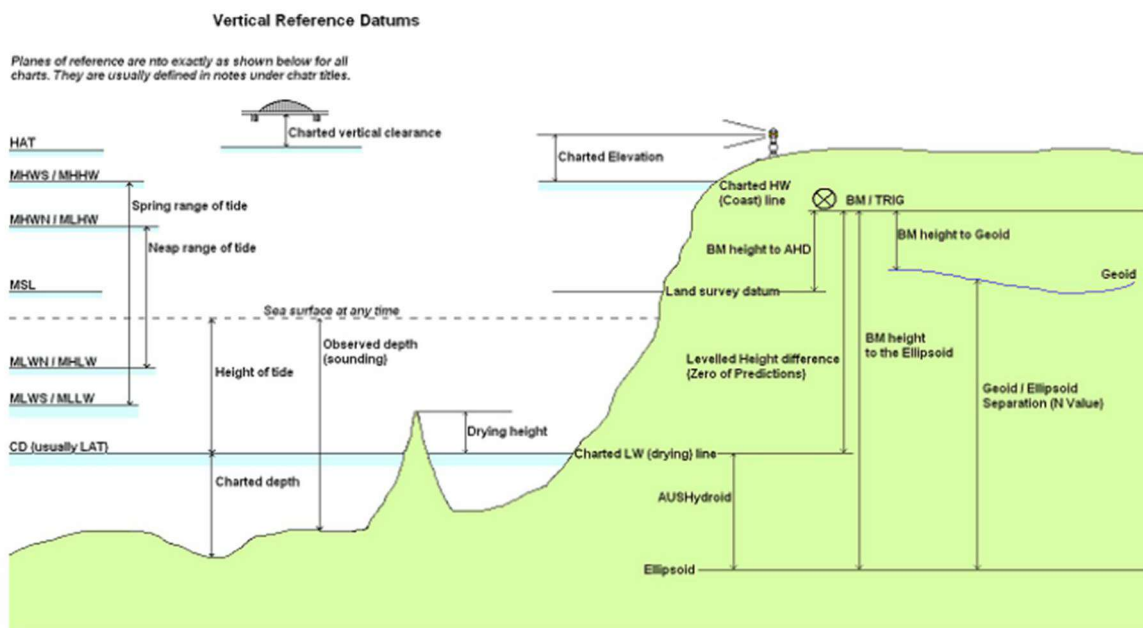 Vertical Reference Datums
Planes of reference are nto exactly as shown below for all
charts. They are usually defined in notes under chatr titles.
Charted vertical clearance
HAT
Charted Elevation
MHWS / MHHW
Charted HW
(Coast) line
BM / TRIG
Spring range of tide
MHWN / MLHW
Neap range of tide
BM height to AHD
BM height to Geoid
Geoid
MSL
Land survey datum
Sea surface at any time
Observed depth
(sounding)
BM height
to the Ellipsoid
MLWN / MHLW
Height of tide
Levelled Height difference
(Zero of Predictions)
Geoid / Ellipsoid
Separation (N Value)
MLWS / MLLW
Drying height
CD (usually LAT)
Charted LW (drying) line
Charted depth
AUSHydroid
Ellipsoid